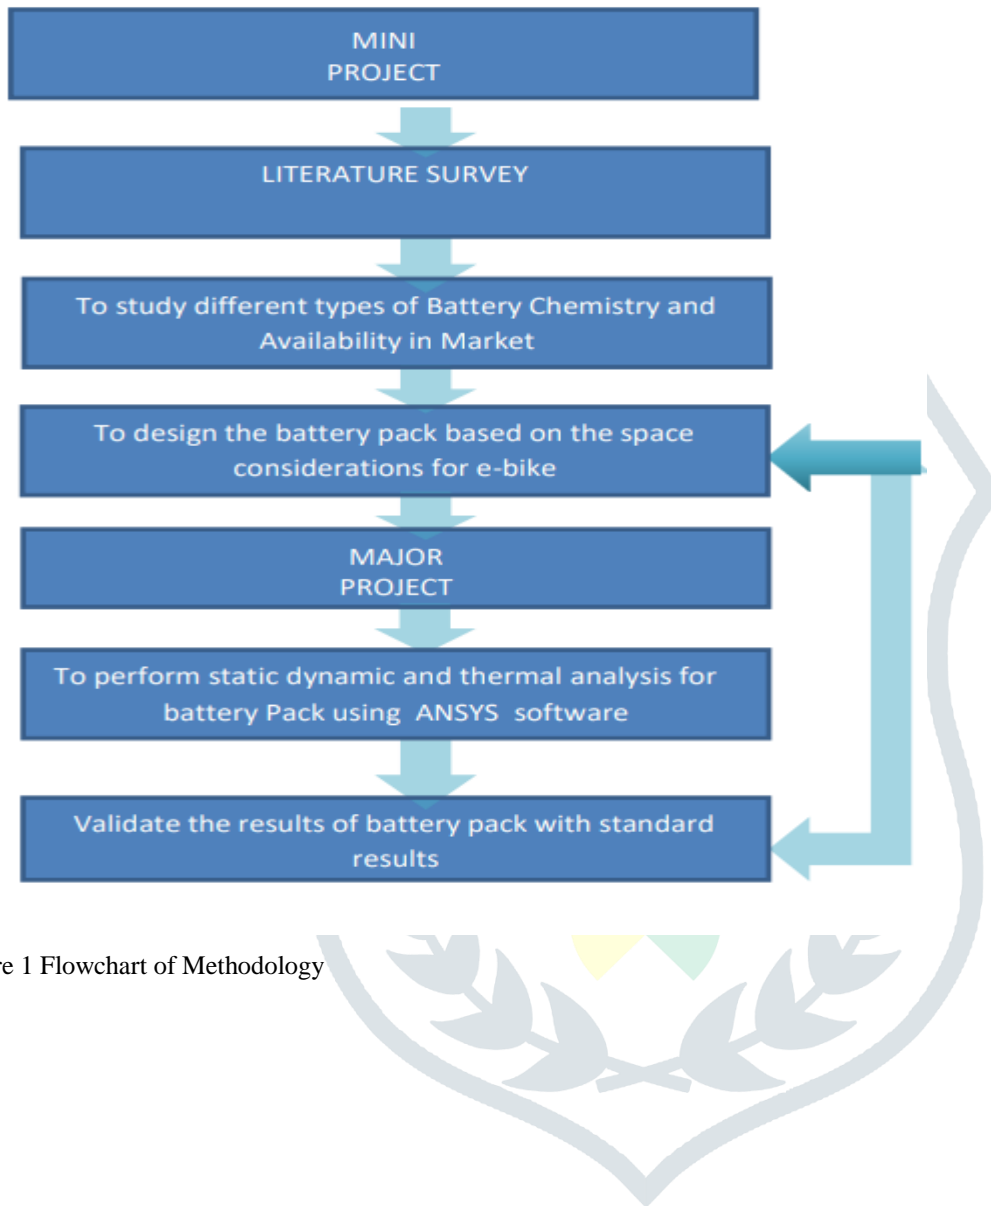 MINI
PROJECT
LITERATURE SURVEY
To study different types of Battery Chemistry and
Availability in Market
To design the battery pack based on the space
considerations for e-bike
MAJOR
PROJECT
To perform static dynamic and thermal analysis for
battery Pack using ANSYS software
Validate the results of battery pack with standard
results
re 1 Flowchart of Methodology